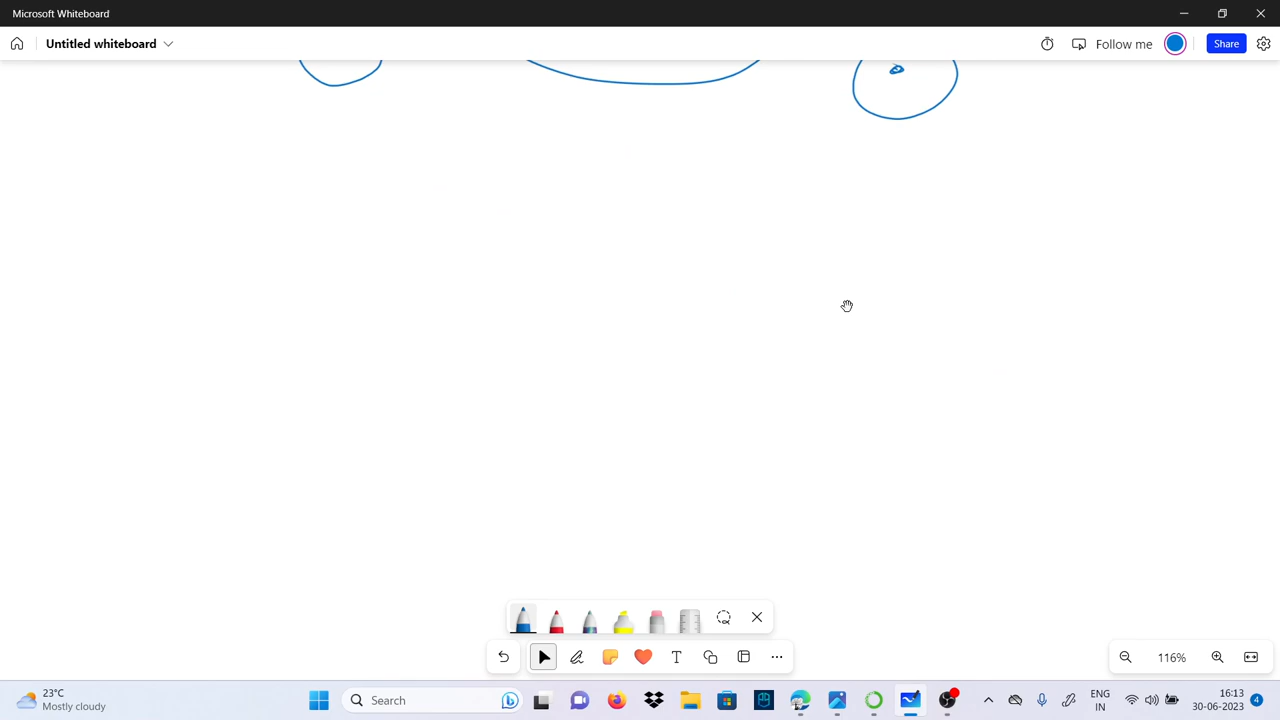 Microsoft Whiteboard
Untitled whiteboard
Follow me
Share
116%
23°C
Mostly cloudy
Search
ENG
IN
16:13
30-06-2023
4